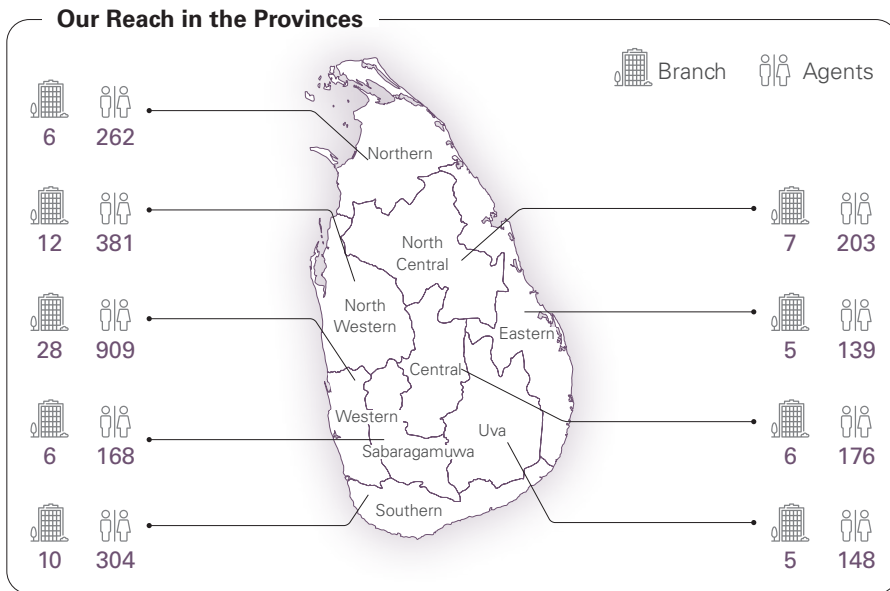 Our Reach in the Provinces
Branch Agents
6 262
12 381
28 909
6 168
10 304
Northern
North
Central
North
Western
Eastern
Central
Western
Uva
Sabaragamuwa
Southern
7 203
5 139
6 176
5 148